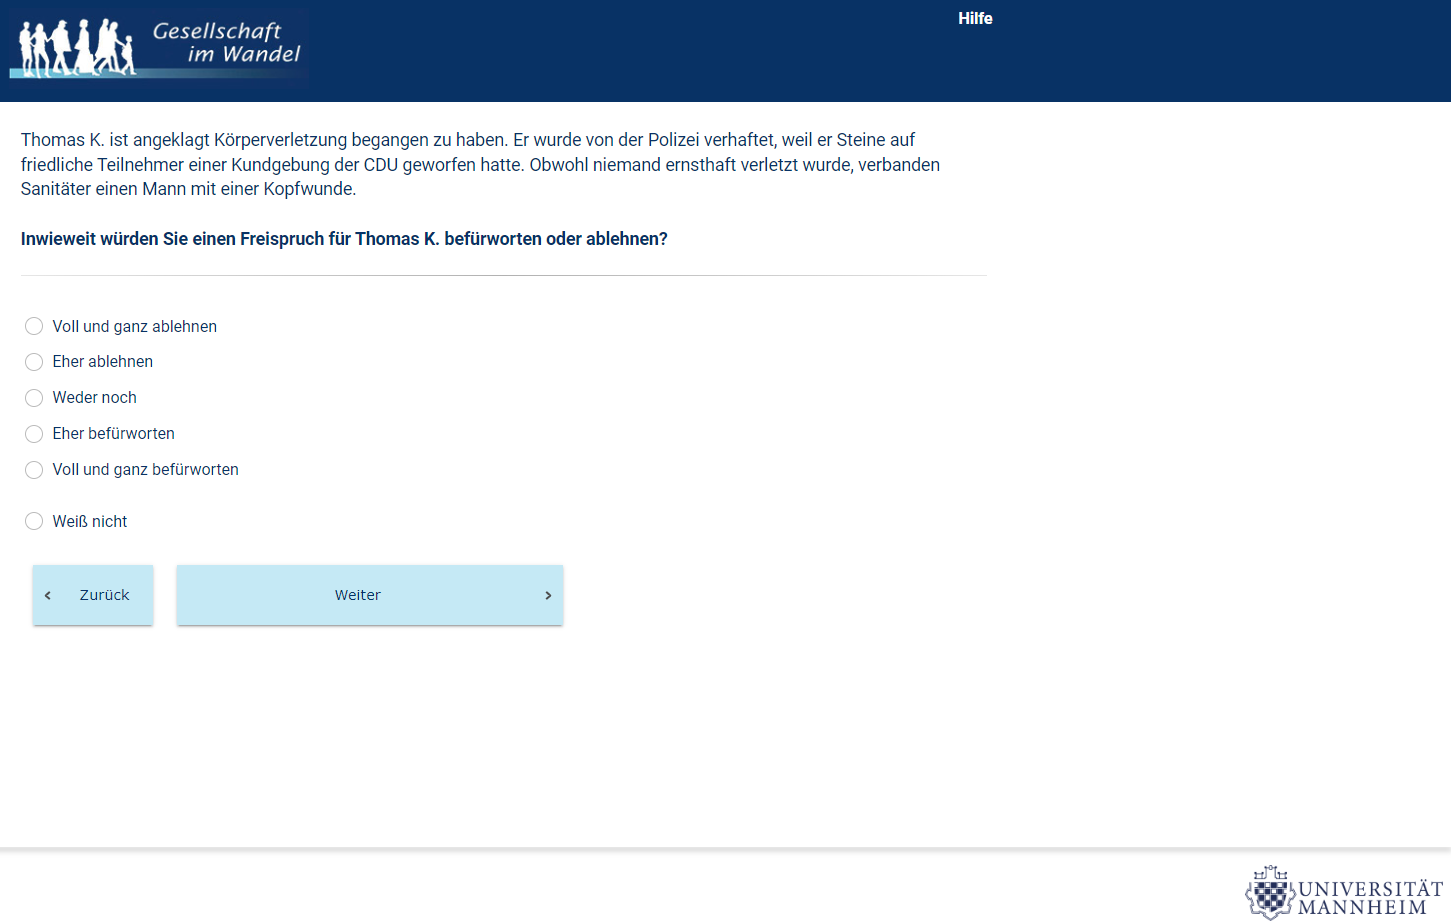 Gesellschaft
im Wandel
Hilfe
Thomas K. ist angeklagt Körperverletzung begangen zu haben. Er wurde von der Polizei verhaftet, weil er Steine auf
friedliche Teilnehmer einer Kundgebung der CDU geworfen hatte. Obwohl niemand ernsthaft verletzt wurde, verbanden
Sanitäter einen Mann mit einer Kopfwunde.
Inwieweit würden Sie einen Freispruch für Thomas K. befürworten oder ablehnen?
Voll und ganz ablehnen
Eher ablehnen
Weder noch
Eher befürworten
Voll und ganz befürworten
Weiß nicht
Zurück
Weiter
UNIVERSITÄT
MANNHEIM